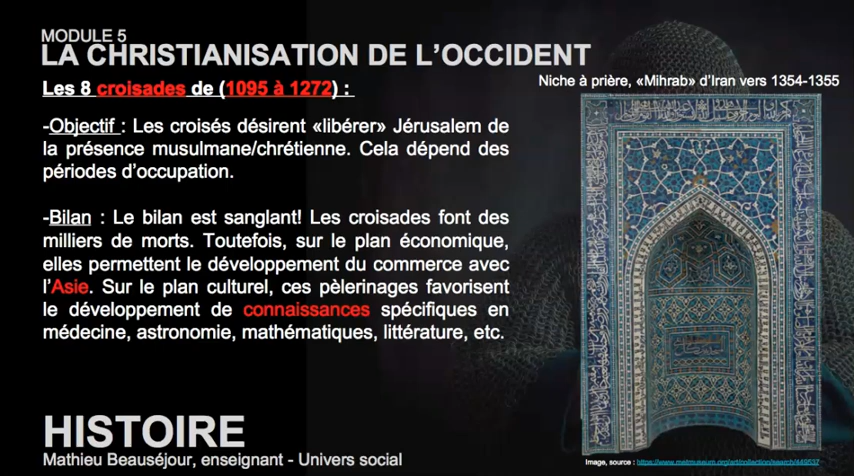 MODULE 5
LA CHRISTIANISATION DE L’OCCIDENT
Les 8 croisades de (1095 à 1272) :
Niche à prière, «Mihrab» d’Iran vers 1354-1355
-Objectif : Les croisés désirent «libérer» Jérusalem de
la présence musulmane/chrétienne. Cela dépend des
périodes d’occupation.
-Bilan : Le bilan est sanglant! Les croisades font des
milliers de morts. Toutefois, sur le plan économique,
elles permettent le développement du commerce avec
l’Asie. Sur le plan culturel, ces pèlerinages favorisent
le développement de connaissances spécifiques en
médecine, astronomie, mathématiques, littérature, etc.
HISTOIRE
Mathieu Beauséjour, enseignant - Univers social
Image, source :